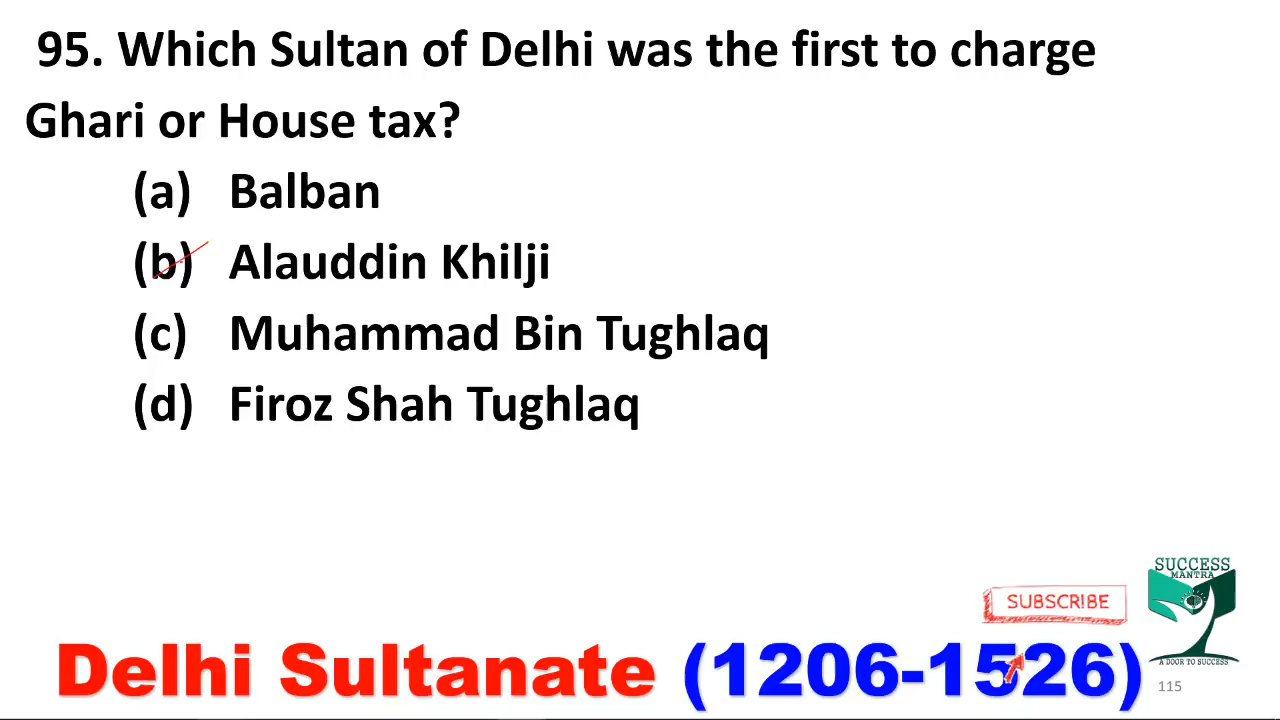 95. Which Sultan of Delhi was the first to charge
Ghari or House tax?
(a) Balban
(b) Alauddin Khilji
(c) Muhammad Bin Tughlaq
(d) Firoz Shah Tughlaq
SUCCESS
MANTRA
SUBSCRIBE
A DOOR TO SUCCESS
Delhi Sultanate (1206-1526)
115